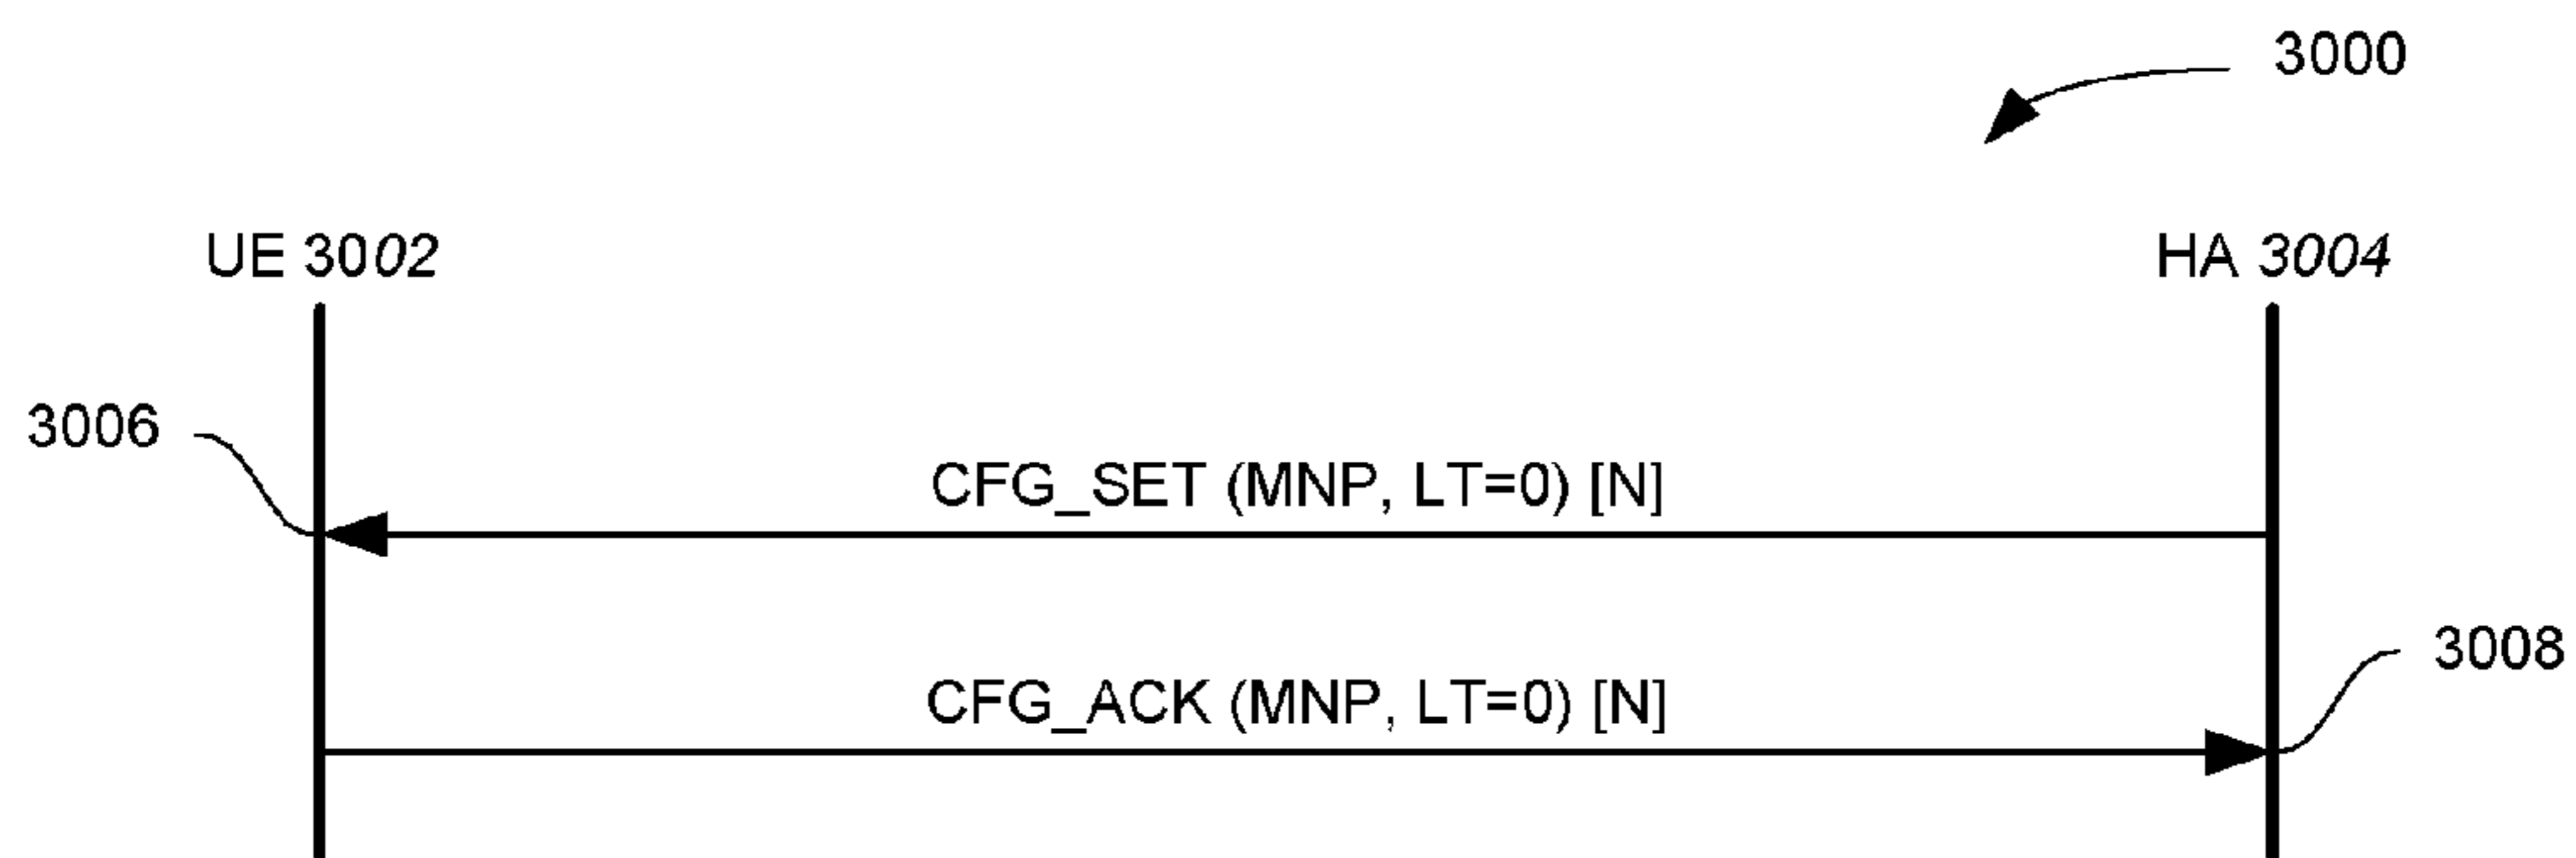 3000
UE 3002
HA 3004
3006
CFG_SET (MNP, LT=0) [N]
3008
CFG_ACK (MNP, LT=0) [N]